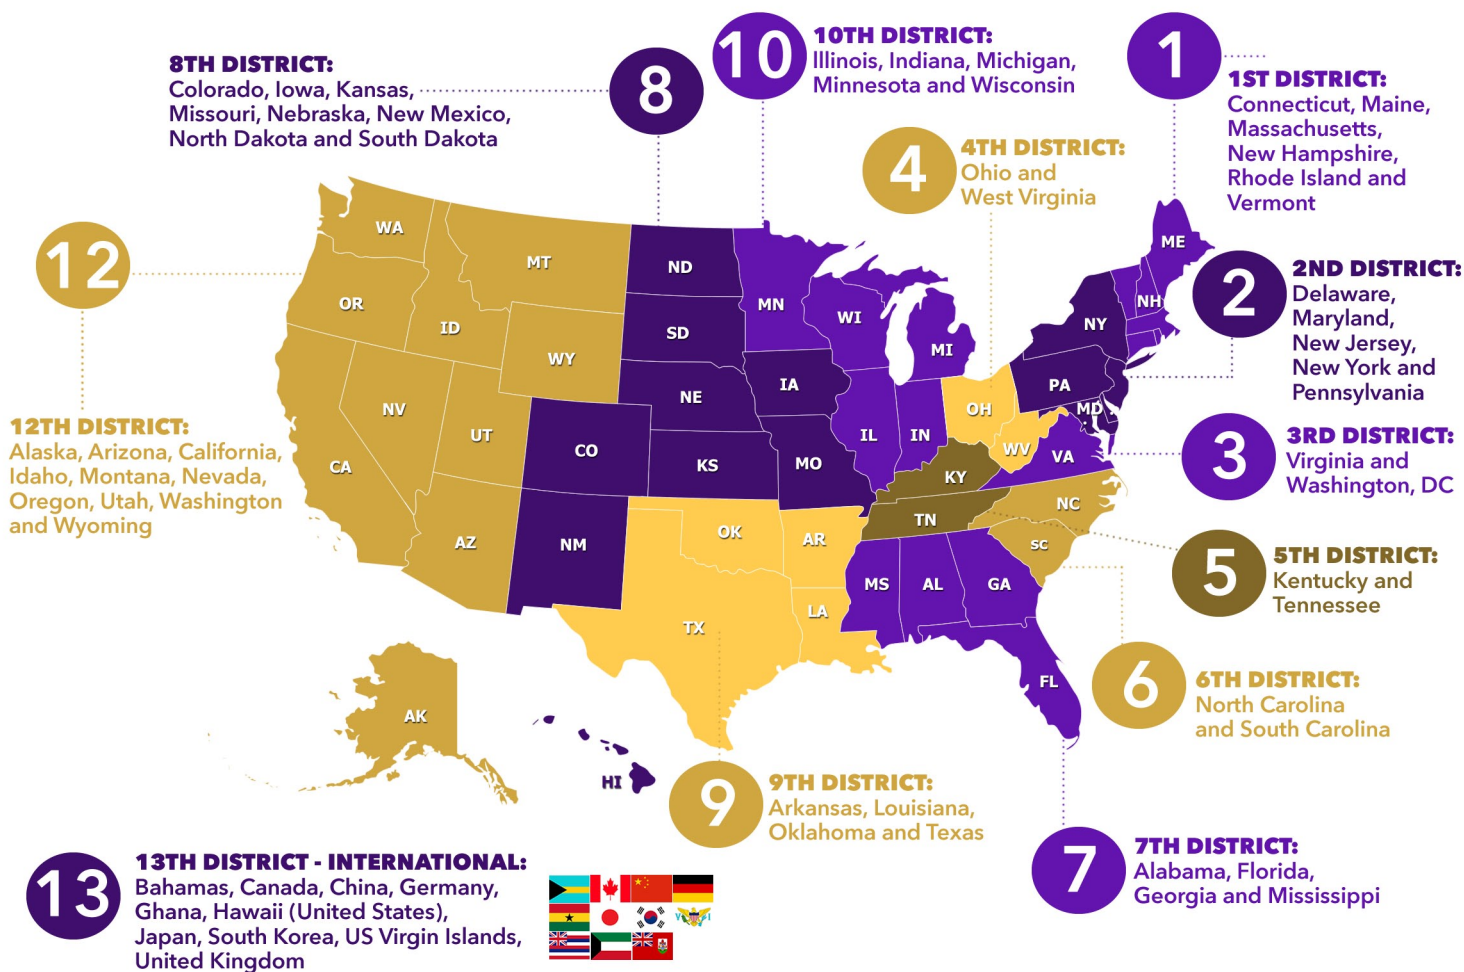 8TH DISTRICT:
Colorado, Iowa, Kansas,
Missouri, Nebraska, New Mexico,
North Dakota and South Dakota
8
10
10TH DISTRICT:
Illinois, Indiana, Michigan,
Minnesota and Wisconsin
1
1ST DISTRICT:
Connecticut, Maine,
Massachusetts,
New Hampshire,
Rhode Island and
Vermont
4
4TH DISTRICT:
Ohio and
West Virginia
12
12TH DISTRICT:
Alaska, Arizona, California,
Idaho, Montana, Nevada,
Oregon, Utah, Washington
and Wyoming
2
2ND DISTRICT:
Delaware,
Maryland,
New Jersey,
New York and
Pennsylvania
3
3RD DISTRICT:
Virginia and
Washington, DC
5
5TH DISTRICT:
Kentucky and
Tennessee
6
6TH DISTRICT:
North Carolina
and South Carolina
7
7TH DISTRICT:
Alabama, Florida,
Georgia and Mississippi
9
9TH DISTRICT:
Arkansas, Louisiana,
Oklahoma and Texas
13
13TH DISTRICT - INTERNATIONAL:
Bahamas, Canada, China, Germany,
Ghana, Hawaii (United States),
Japan, South Korea, US Virgin Islands,
United Kingdom
WA
MT
ND
MN
ME
OR
ID
SD
WI
NH
NY
WY
MI
NV
NE
IA
PA
UT
OH
MD
CA
CO
KS
MO
IL
IN
WV
VA
KY
AZ
NM
OK
AR
TN
NC
SC
TX
LA
MS
AL
GA
FL
AK
HI
V I